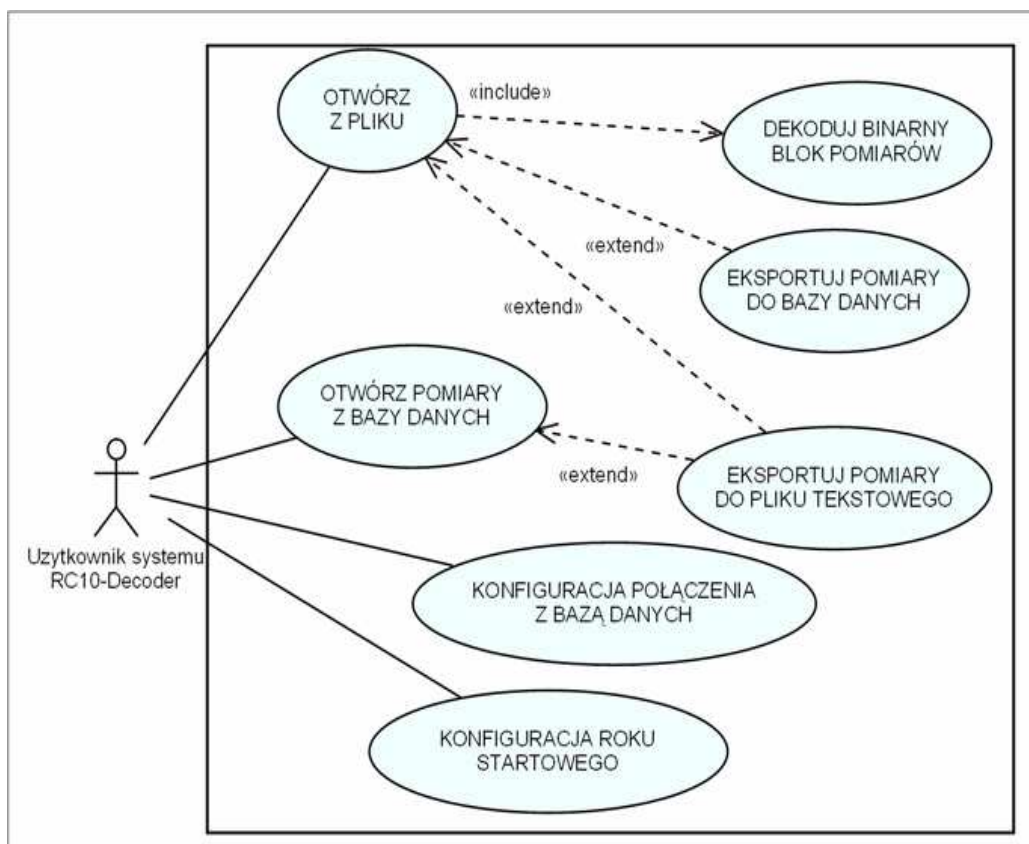 OTWÓRZ
Z PLIKU
«include»
DEKODUJ BINARNY
BLOK POMIARÓW
«extend»
EKSPORTUJ POMIARY
DO BAZY DANYCH
«extend»
OTWÓRZ POMIARY
Z BAZY DANYCH
«extend»
EKSPORTUJ POMIARY
DO PLIKU TEKSTOWEGO
Uzytkownik systemu
RC10-Decoder
KONFIGURACJA POŁĄCZENIA
Z BAZĄ DANYCH
KONFIGURACJA ROKU
STARTOWEGO